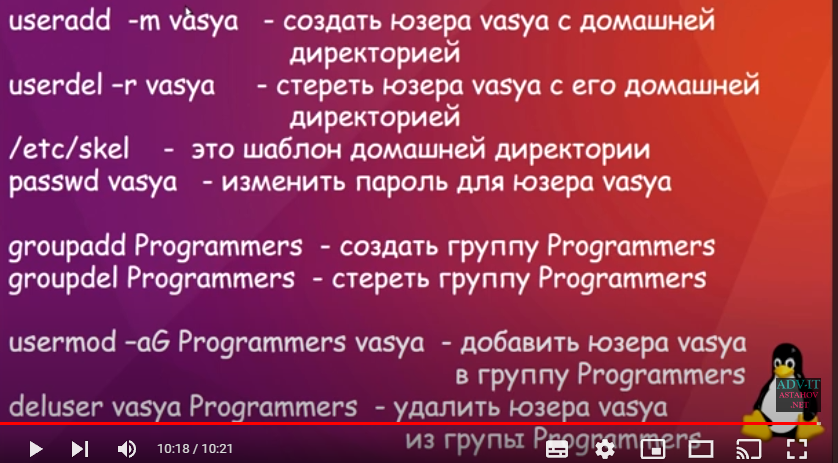 useradd -m vasya - создать юзера vasya с домашней
директорией
userdel –r vasya - стереть юзера vasya с его домашней
директорией
/etc/skel - это шаблон домашней директории
passwd vasya - изменить пароль для юзера vasya
groupadd Programmers - создать группу Programmers
groupdel Programmers - стереть группу Programmers
usermod –aG Programmers vasya - добавить юзера vasya
в группу Programmers
deluser vasya Programmers - удалить юзера vasya
из групы Programmers
ADV-IT
ASTAHOV
.NET
10:18 / 10:21